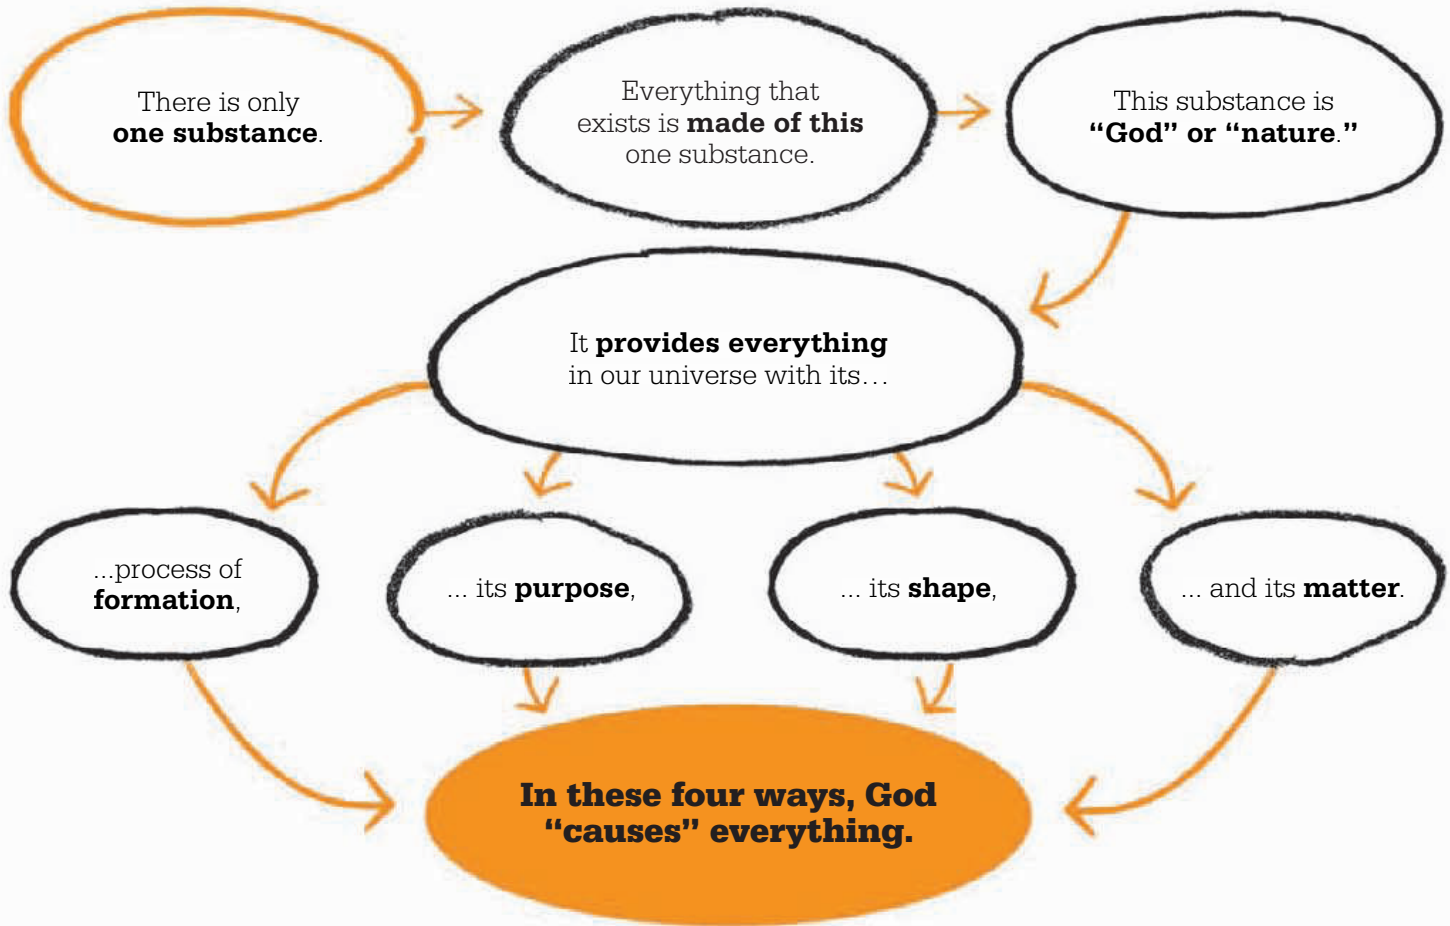 There is only
one substance.
Everything that
exists is made of this
one substance.
This substance is
“God” or “nature.”
It provides everything
in our universe with its…
...process of
formation,
... its purpose,
... its shape,
... and its matter.
In these four ways, God
“causes” everything.